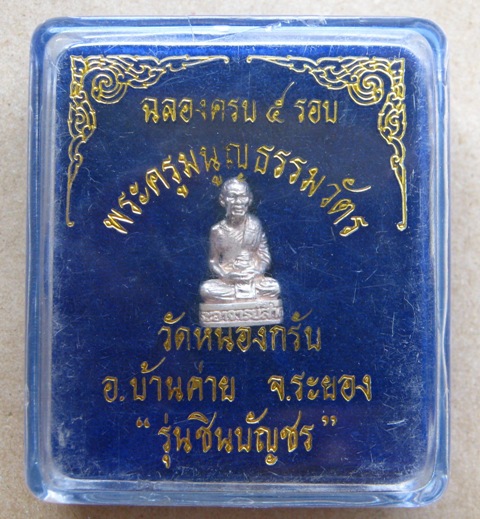 ฉลองครบ ๕ รอบ
พระครูมนูญธรรมวัตร
วัดหนองกรับ
อ.บ้านค่าย จ.ระยอง
“รุ่นชินบัญชร”